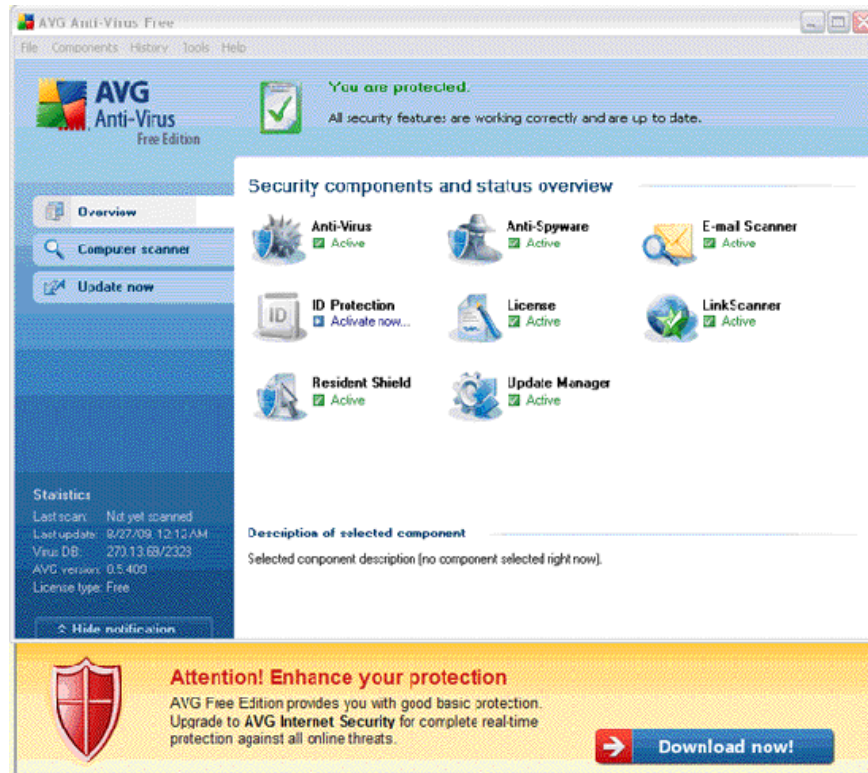 AVG Anti-Virus Free
File Components History Tools Help
AVG
Anti-Virus
Free Edition
You are protected.
All security features are working correctly and are up to date.
Overview
Computer scanner
Update now
Security components and status overview
Anti-Virus
Active
Anti-Spyware
Active
E-mail Scanner
Active
ID Protection
Activate now...
License
Active
LinkScanner
Active
Resident Shield
Active
Update Manager
Active
Statistics
Last scan: Not yet scanned
Last update: 8/27/09, 12:12 AM
Virus DB: 270.13.69/2323
AVG version:
License type: Free
Hide notification
Description of selected component
Selected component description (no component selected right now).
Attention! Enhance your protection
AVG Free Edition provides you with good basic protection.
Upgrade to AVG Internet Security for complete real-time
protection against all online threats.
Download now!